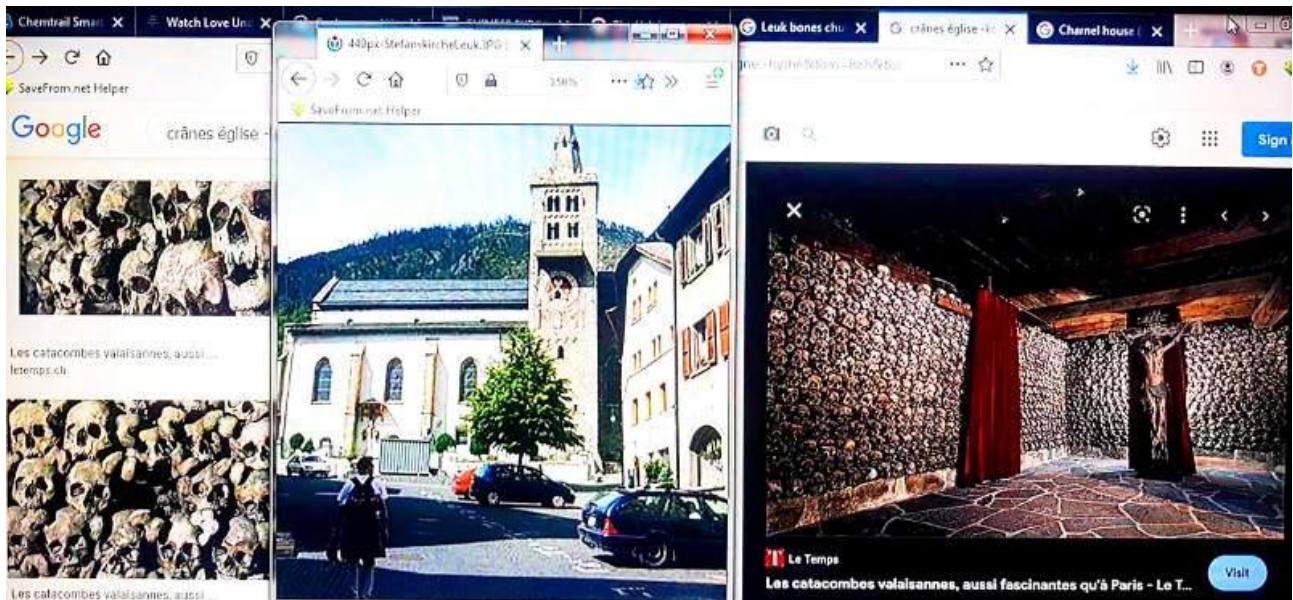 Chemtrail Smar
Watch Love Un
Leuk bones chu
crânes église
Charnel house (
440px-StefanskircheLeuk.JPG
150%
SaveFrom.net Helper
SaveFrom.net Helper
Google
crânes église
Sign
Les catacombes valaisannes, aussi ...
letemps.ch
Les catacombes valaisannes, aussi ...
Le Temps
Les catacombes valaisannes, aussi fascinantes qu'à Paris - Le T...
Visit